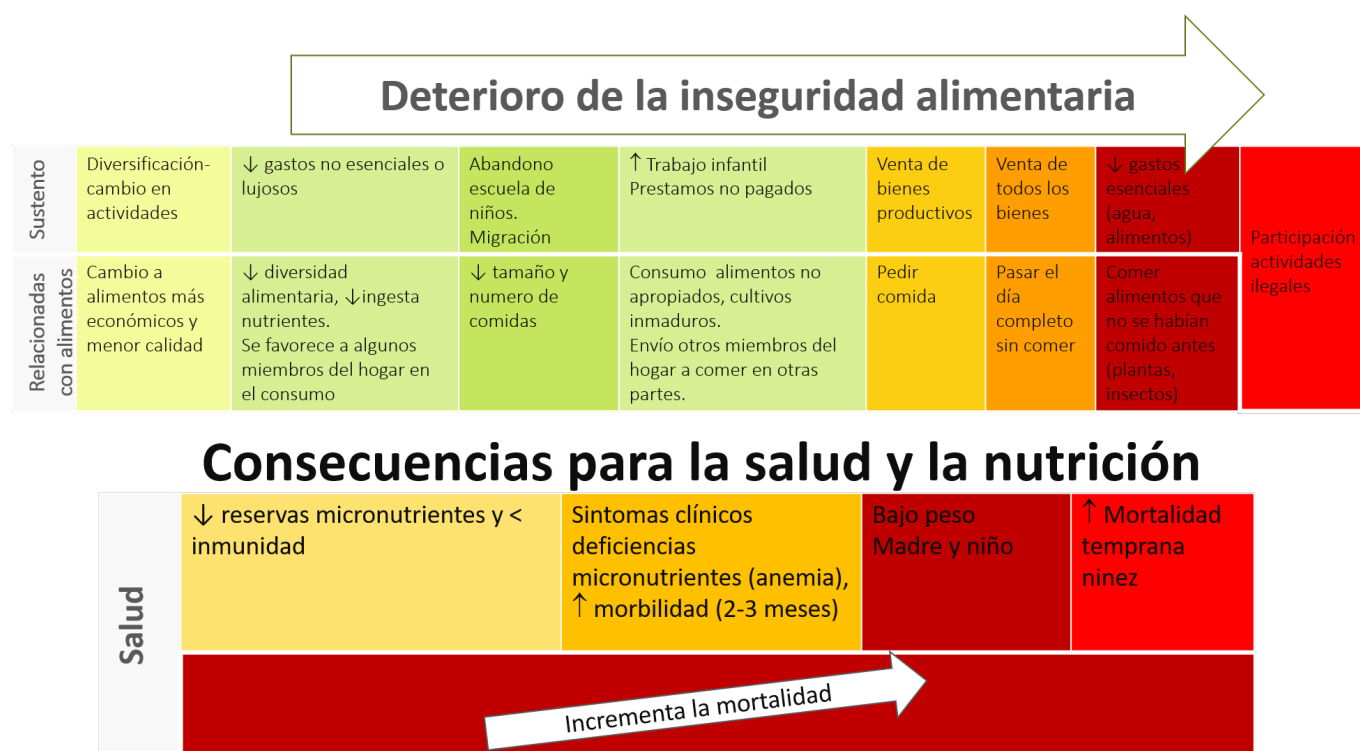 Deterioro de la inseguridad alimentaria
Sustento
Diversificación-
cambio en
actividades
↓ gastos no esenciales o
lujosos
Abandono
escuela de
niños.
Migración
↑ Trabajo infantil
Prestamos no pagados
Venta de
bienes
productivos
Venta de
todos los
bienes
↓ gastos
esenciales
(agua,
alimentos)
Participación
actividades
ilegales
Relacionadas
con alimentos
Cambio a
alimentos más
económicos y
menor calidad
↓ diversidad
alimentaria, ↓ingesta
nutrientes.
Se favorece a algunos
miembros del hogar en
el consumo
↓ tamaño y
numero de
comidas
Consumo alimentos no
apropiados, cultivos
inmaduros.
Envío otros miembros del
hogar a comer en otras
partes.
Pedir
comida
Pasar el
día
completo
sin comer
Comer
alimentos que
no se habían
comido antes
(plantas,
insectos)
Consecuencias para la salud y la nutrición
Salud
↓ reservas micronutrientes y <
inmunidad
Sintomas clínicos
deficiencias
micronutrientes (anemia),
↑ morbilidad (2-3 meses)
Bajo peso
Madre y niño
↑ Mortalidad
temprana
ninez
Incrementa la mortalidad